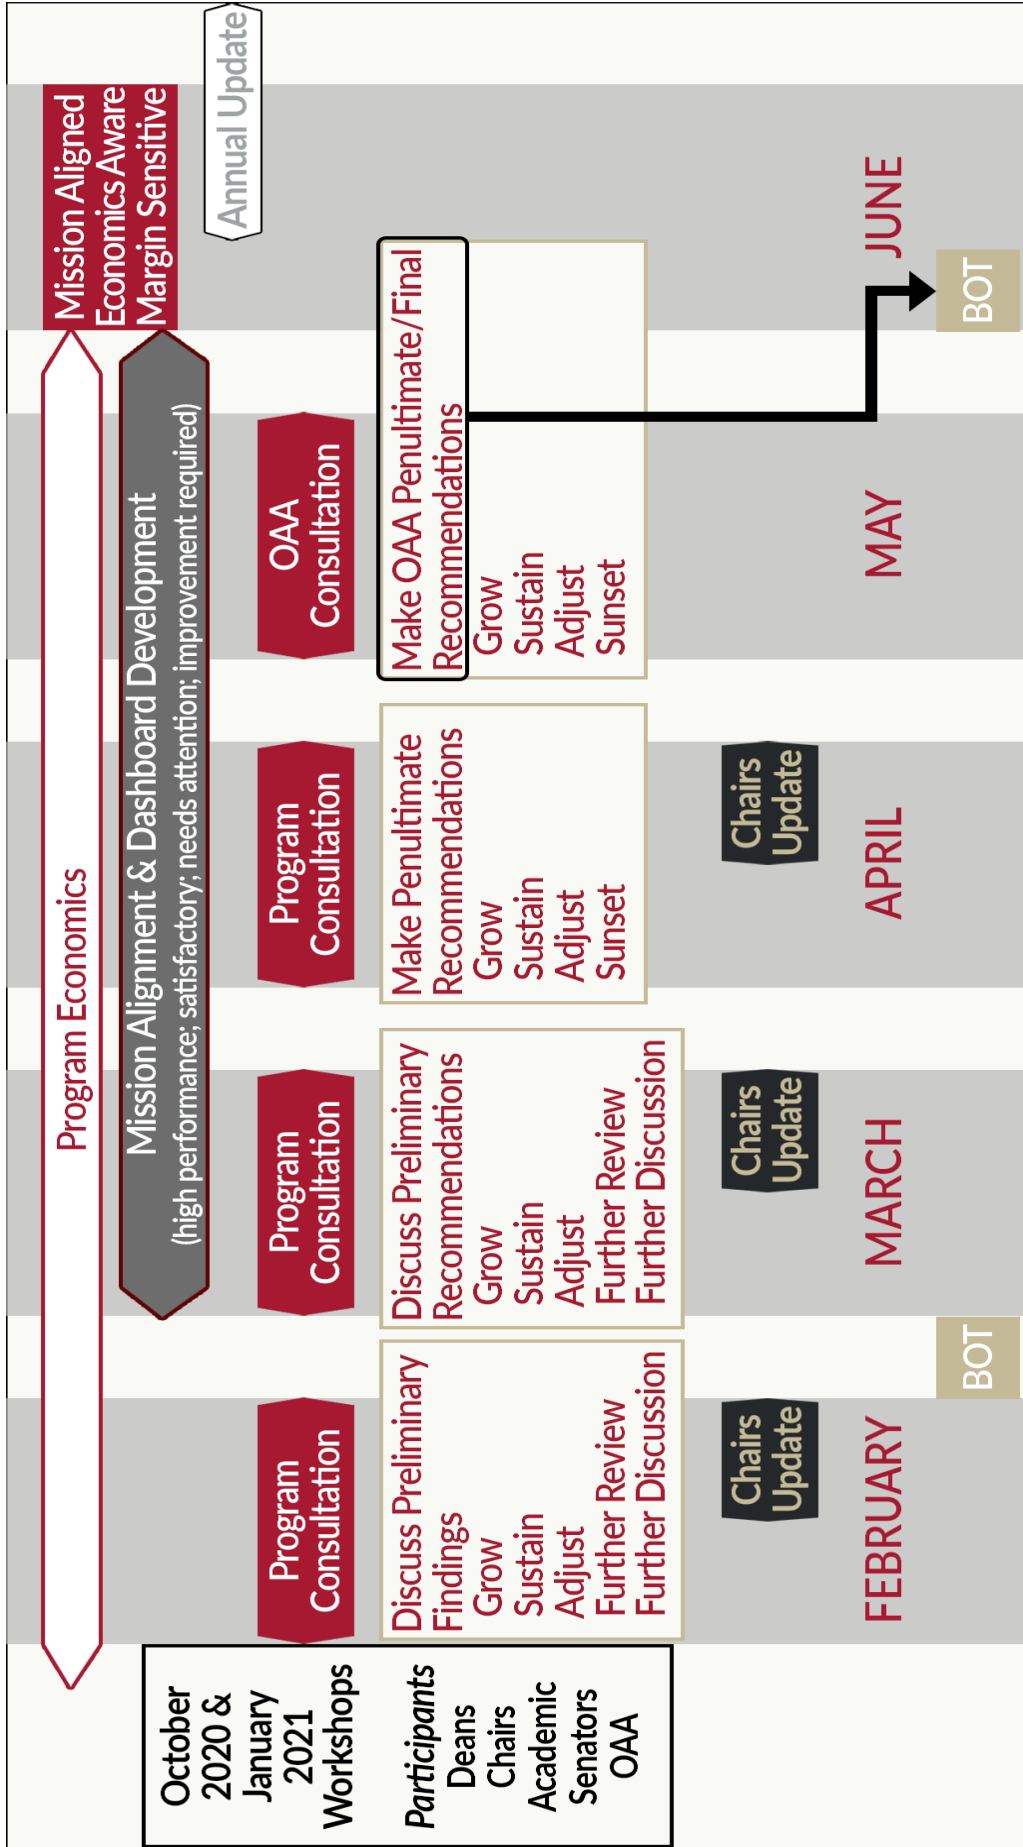 Program Economics
Mission Aligned
Economics Aware
Margin Sensitive
Mission Alignment & Dashboard Development
(high performance; satisfactory; needs attention; improvement required)
Annual Update
October
2020 &
January
2021
Workshops
Participants
Deans
Chairs
Academic
Senators
OAA
Program
Consultation
Program
Consultation
Program
Consultation
OAA
Consultation
Discuss Preliminary
Findings
Grow
Sustain
Adjust
Further Review
Further Discussion
Discuss Preliminary
Recommendations
Grow
Sustain
Adjust
Further Review
Further Discussion
Make Penultimate
Recommendations
Grow
Sustain
Adjust
Sunset
Make OAA Penultimate/Final
Recommendations
Grow
Sustain
Adjust
Sunset
Chairs
Update
Chairs
Update
Chairs
Update
FEBRUARY
MARCH
APRIL
MAY
JUNE
BOT
BOT